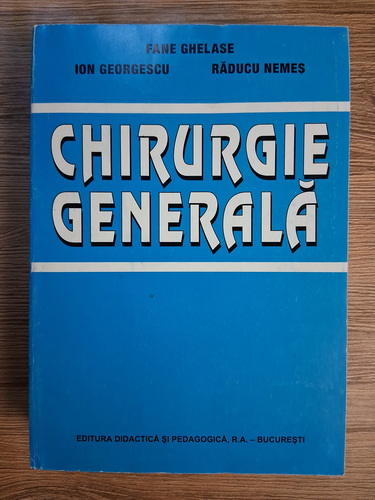 FANE GHELASE
ION GEORGESCU RĂDUCU NEMEȘ
CHIRURGIE
GENERALĂ
EDITURA DIDACTICĂ ȘI PEDAGOGICĂ, R.A. – BUCUREȘTI